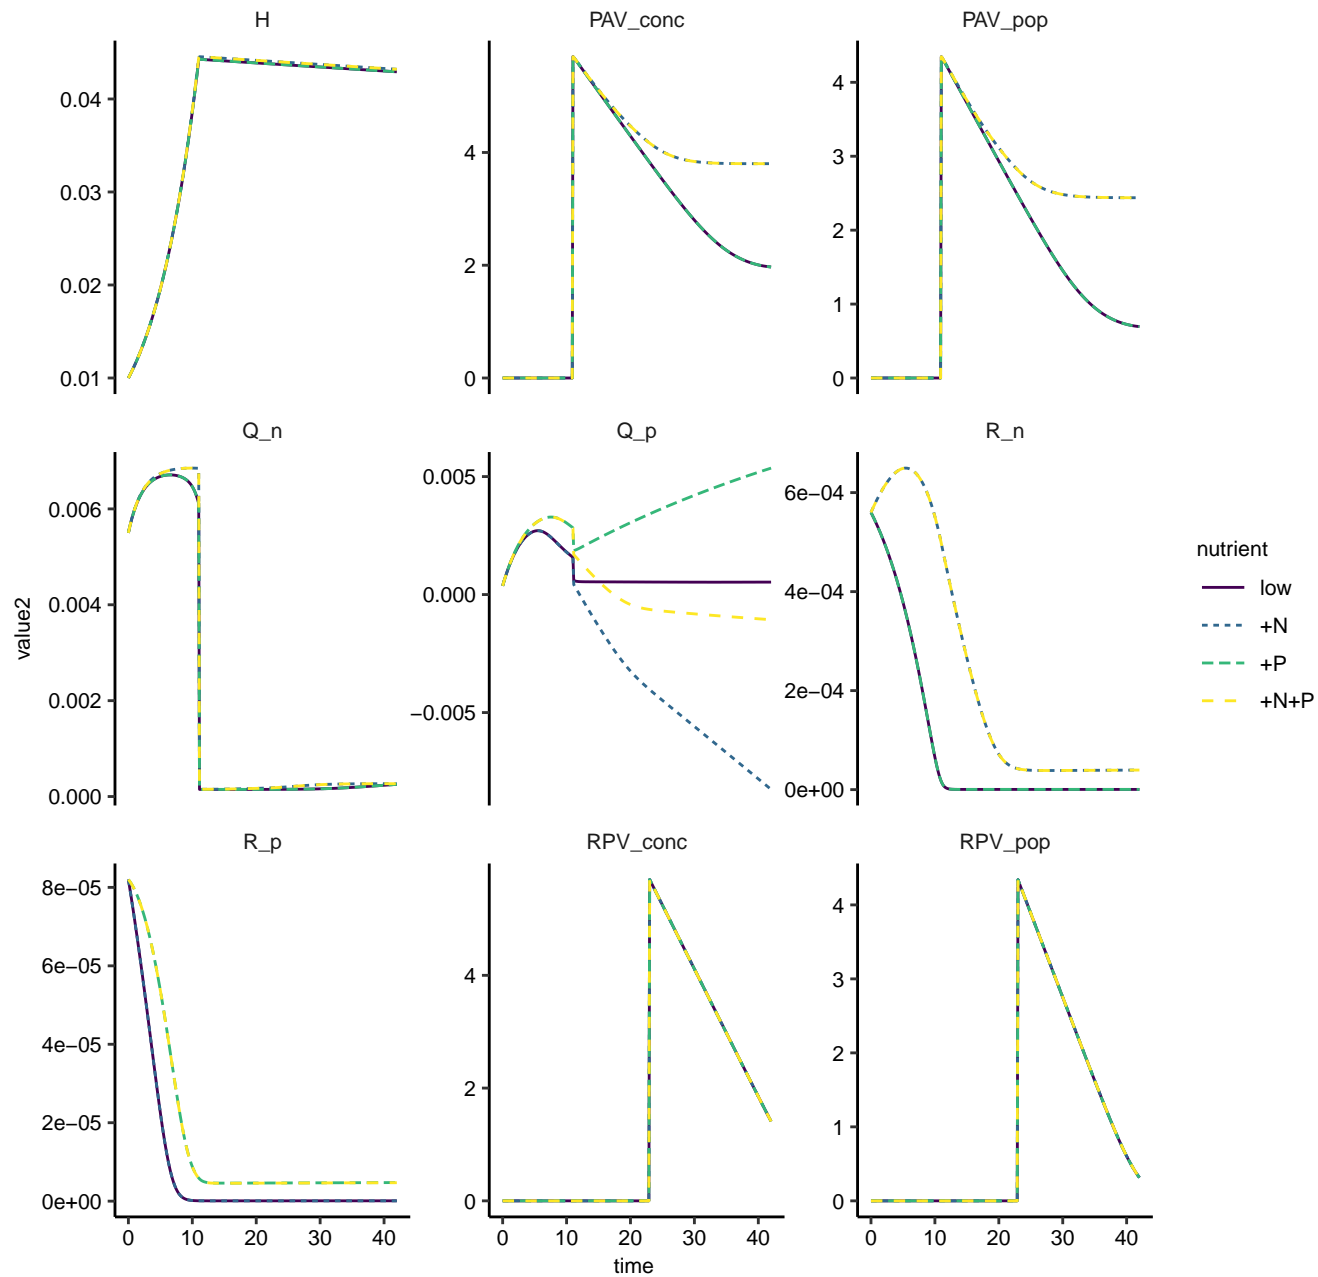 H
PAV_conc
PAV_pop
0.04
0.03
0.02
0.01
4
2
0
4
3
2
1
0
Q_n
Q_p
R_n
0.006
0.004
0.002
0.000
0.005
0.000
−0.005
6e−04
4e−04
2e−04
0e+00
value2
nutrient
low
+N
+P
+N+P
R_p
RPV_conc
RPV_pop
8e−05
6e−05
4e−05
2e−05
0e+00
4
2
0
4
3
2
1
0
0 10 20 30 40
0 10 20 30 40
0 10 20 30 40
time